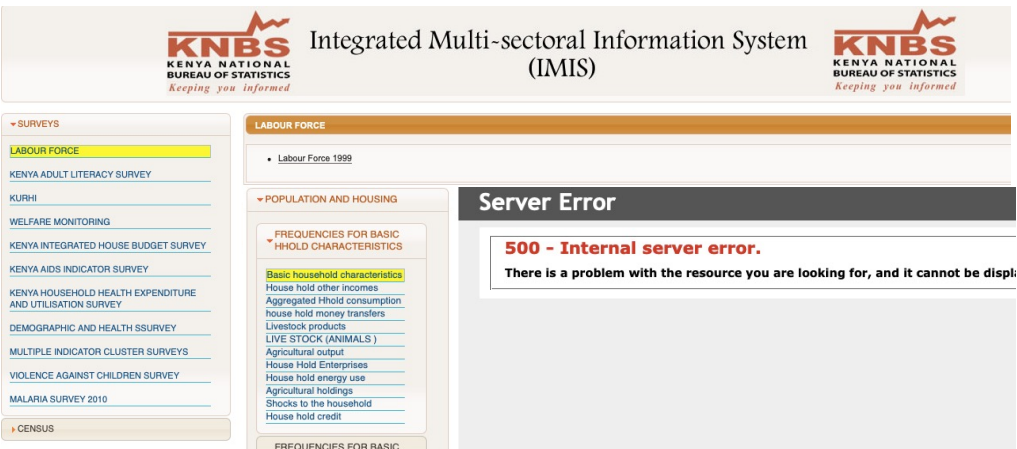 KNBS
KENYA NATIONAL
BUREAU OF STATISTICS
Keeping you informed
Integrated Multi-sectoral Information System
(IMIS)
KNBS
KENYA NATIONAL
BUREAU OF STATISTICS
Keeping you informed
SURVEYS
LABOUR FORCE
KENYA ADULT LITERACY SURVEY
KURHI
WELFARE MONITORING
KENYA INTEGRATED HOUSE BUDGET SURVEY
KENYA AIDS INDICATOR SURVEY
KENYA HOUSEHOLD HEALTH EXPENDITURE
AND UTILISATION SURVEY
DEMOGRAPHIC AND HEALTH SSURVEY
MULTIPLE INDICATOR CLUSTER SURVEYS
VIOLENCE AGAINST CHILDREN SURVEY
MALARIA SURVEY 2010
CENSUS
LABOUR FORCE
• Labour Force 1999
POPULATION AND HOUSING
FREQUENCIES FOR BASIC
HHOLD CHARACTERISTICS
Basic household characteristics
House hold other incomes
Aggregated Hhold consumption
house hold money transfers
Livestock products
LIVE STOCK (ANIMALS )
Agricultural output
House Hold Enterprises
House hold energy use
Agricultural holdings
Shocks to the household
House hold credit
FREQUENCIES FOR BASIC
Server Error
500 - Internal server error.
There is a problem with the resource you are looking for, and it cannot be displa